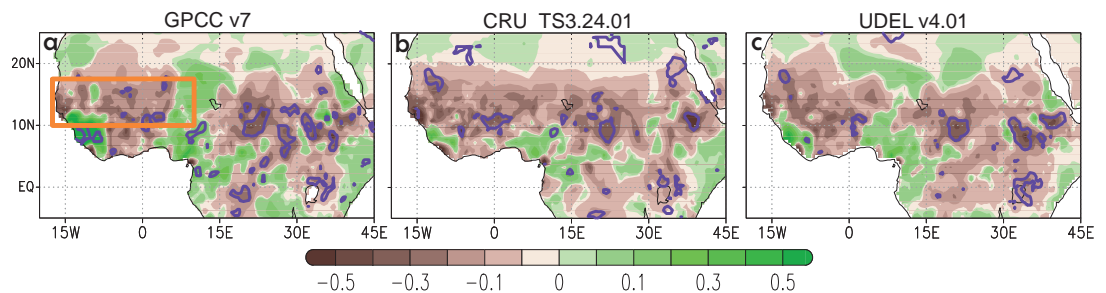 GPCC v7 CRU TS3.24.01 UDEL v4.01
a b c
20N
10N
EQ
15W 0 15E 30E 45E 15W 0 15E 30E 45E 15W 0 15E 30E 45E
-0.5 -0.3 -0.1 0 0.1 0.3 0.5